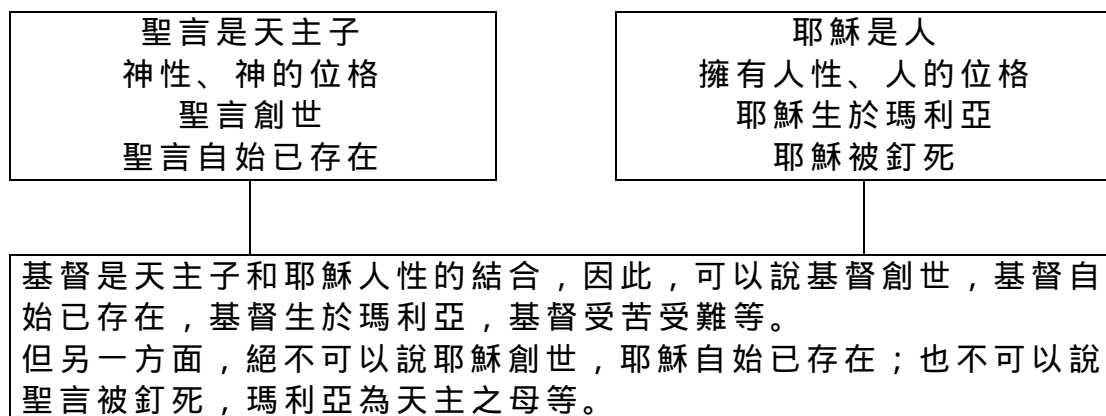 聖言是天主子
神性、神的位格
聖言創世
聖言自始已存在
耶穌是人
擁有人性、人的位格
耶穌生於瑪利亞
耶穌被釘死
基督是天主子和耶穌人性的結合，因此，可以說基督創世，基督自
始已存在，基督生於瑪利亞，基督受苦受難等。
但另一方面，絕不可以說耶穌創世，耶穌自始已存在；也不可以說
聖言被釘死，瑪利亞為天主之母等。